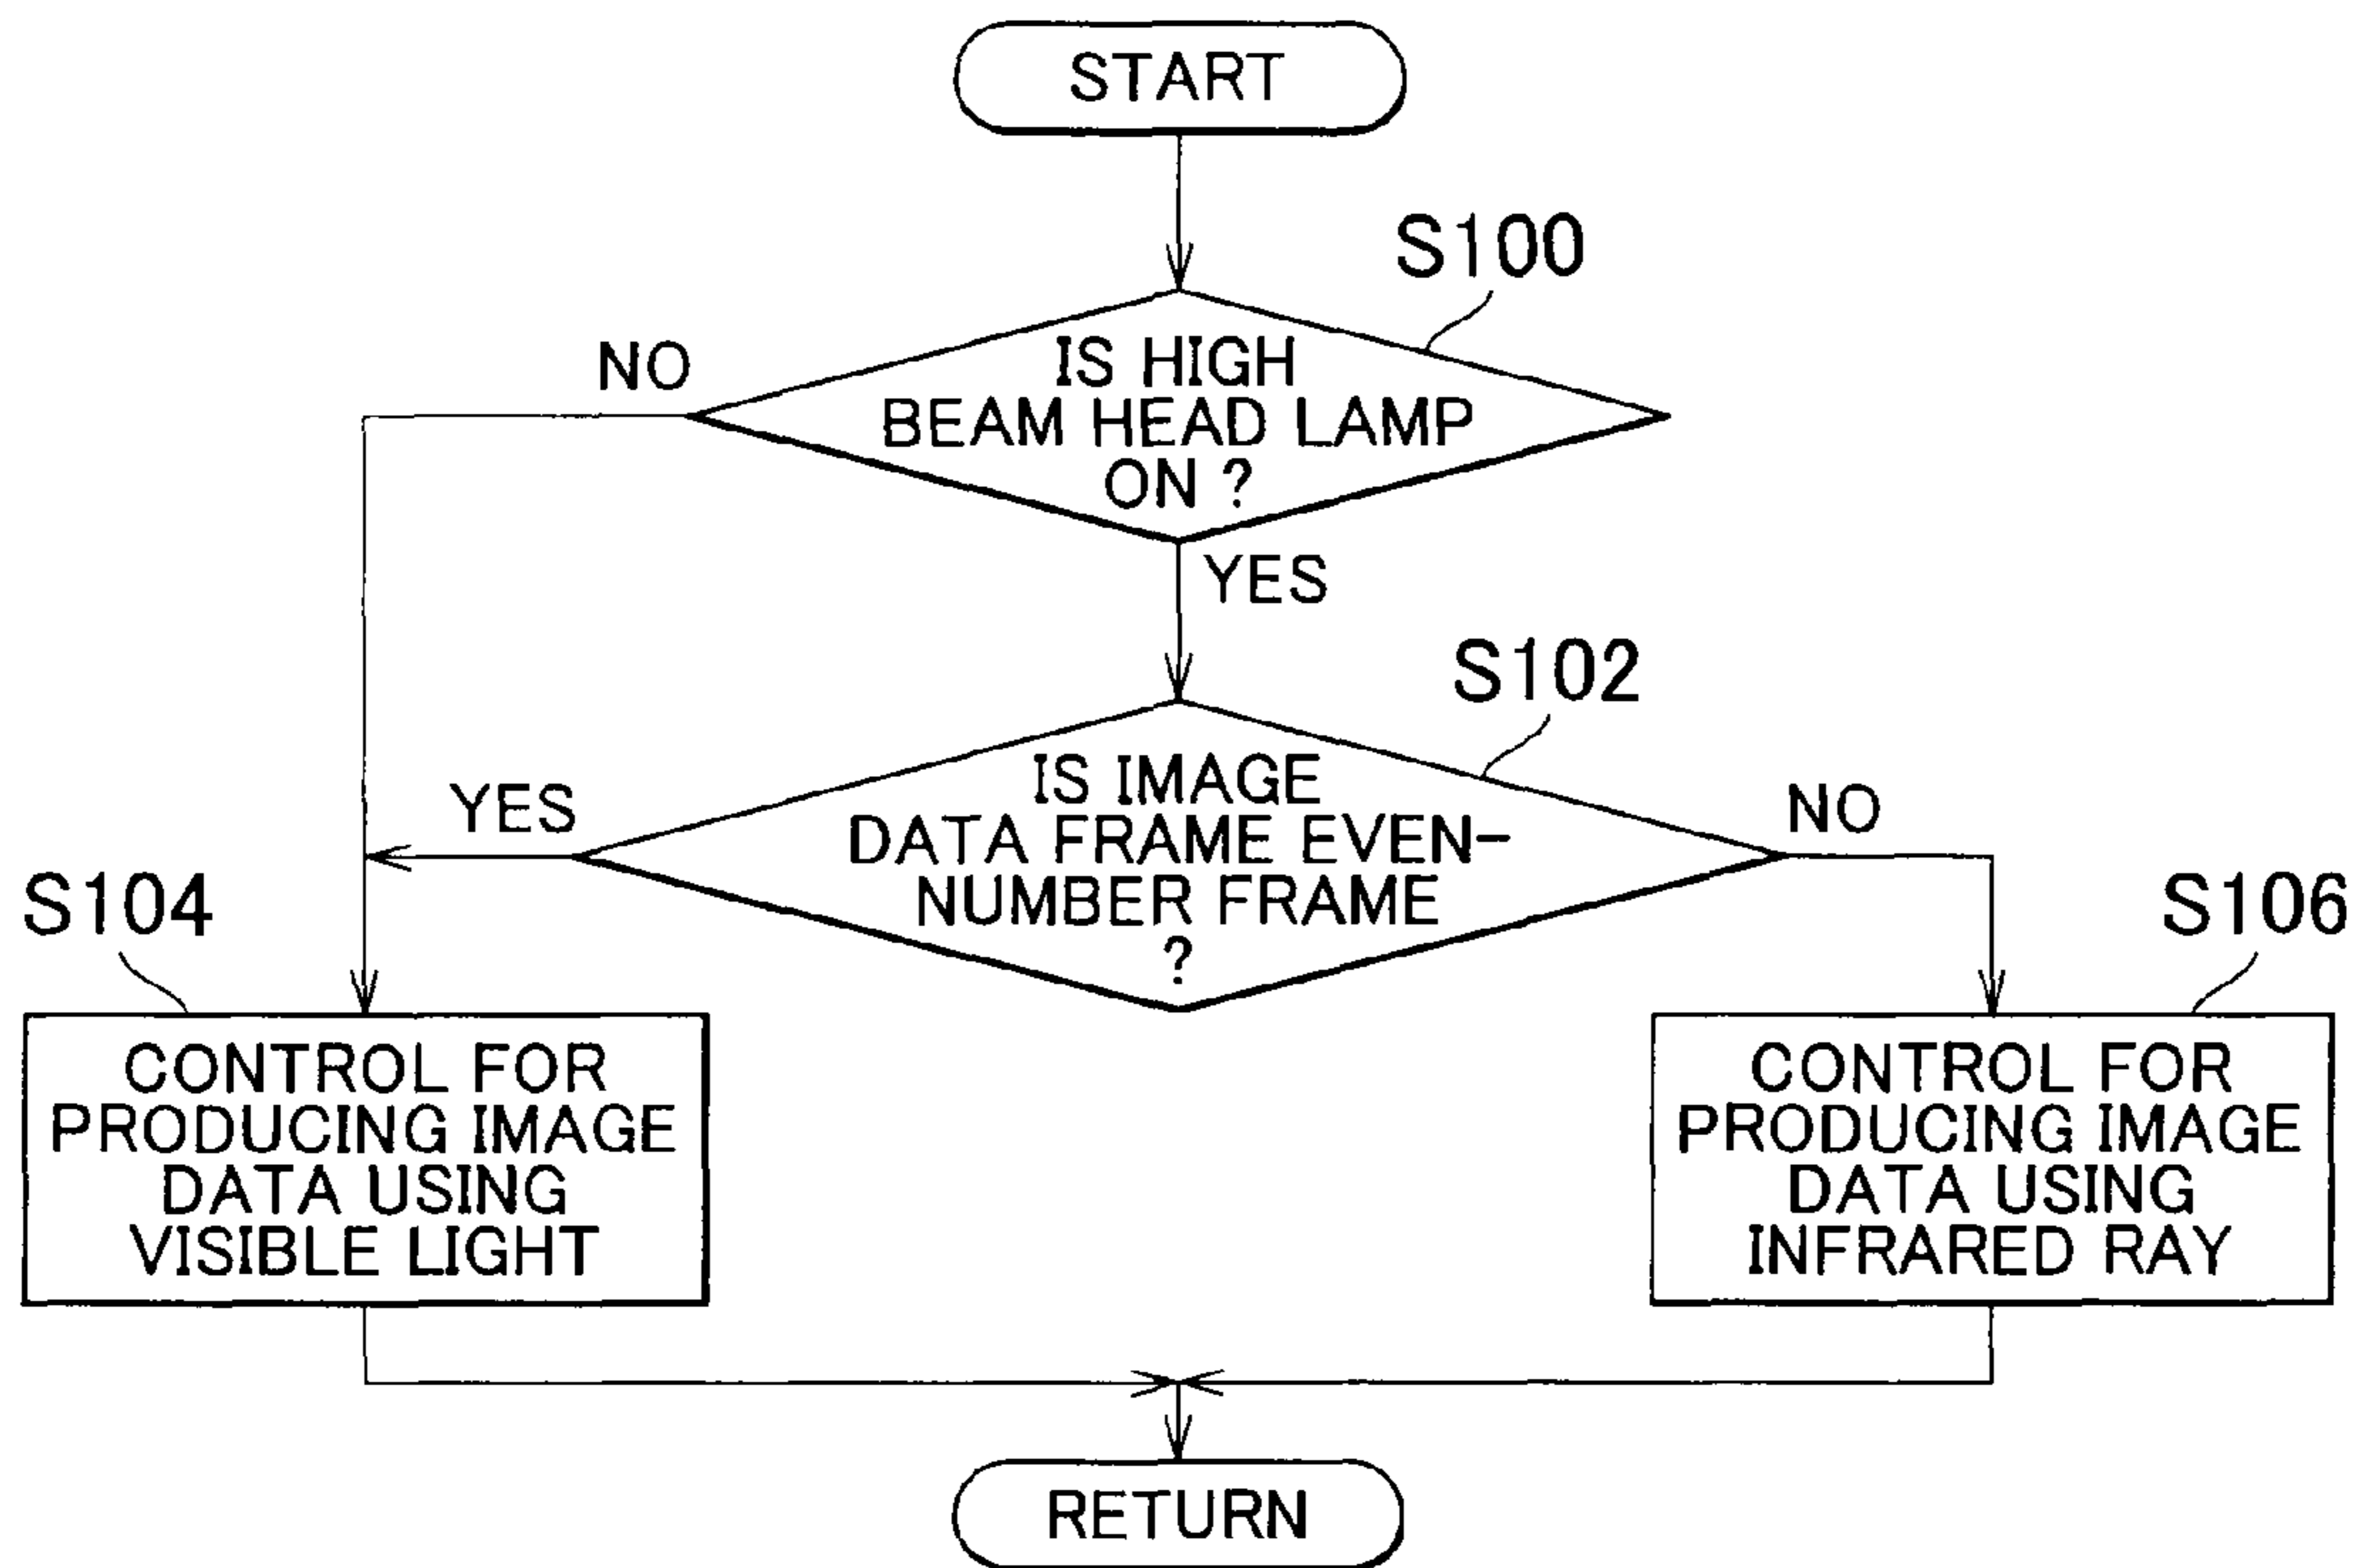 START
S100
NO
IS HIGH
BEAM HEAD LAMP
ON ?
YES
S102
IS IMAGE
DATA FRAME EVEN-
NUMBER FRAME
?
YES
NO
S104
S106
CONTROL FOR
PRODUCING IMAGE
DATA USING
VISIBLE LIGHT
CONTROL FOR
PRODUCING IMAGE
DATA USING
INFRARED RAY
RETURN